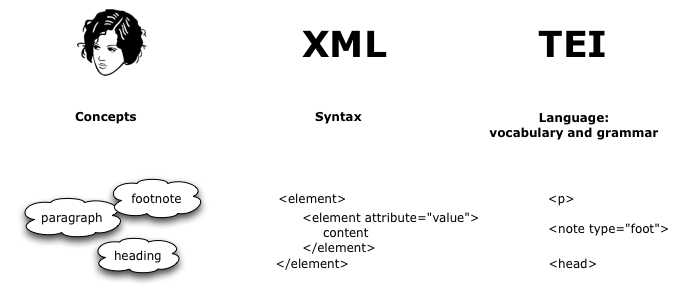 XML
TEI
Concepts
Syntax
Language:
vocabulary and grammar
footnote
paragraph
heading
<element>
<element attribute="value">
content
</element>
</element>
<p>
<note type="foot">
<head>